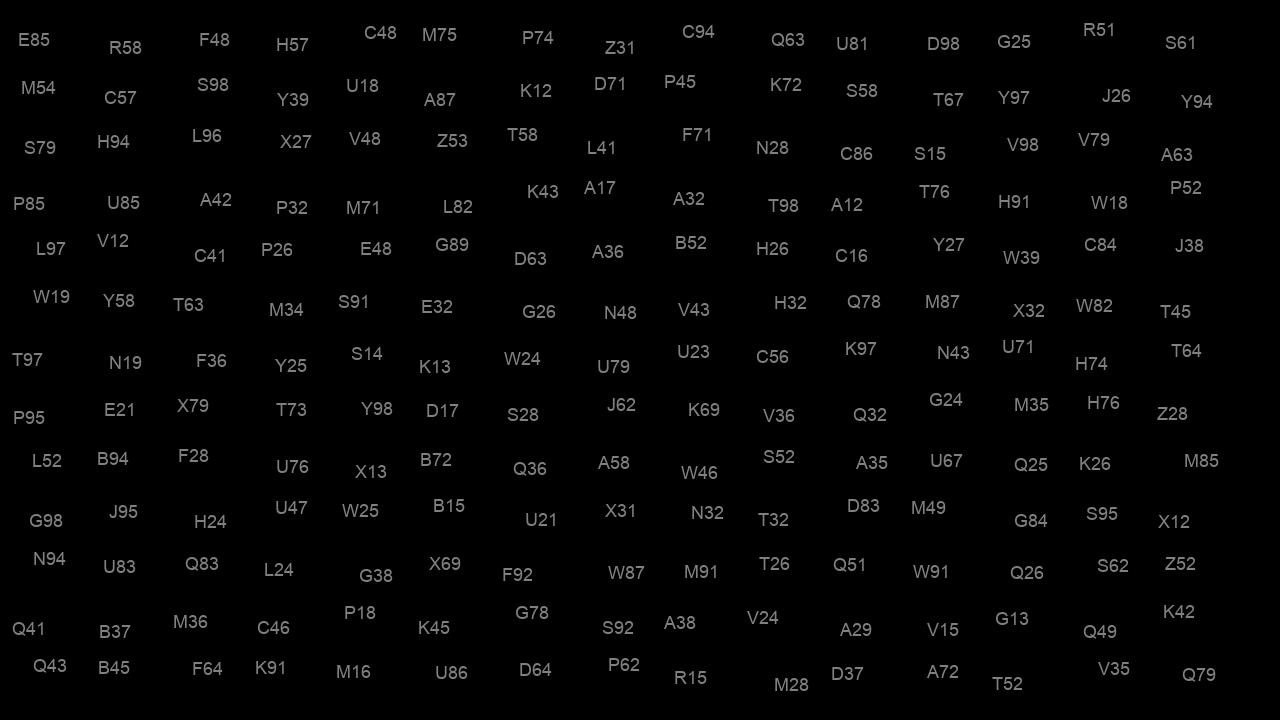 E85 R58 F48 H57 C48 M75 P74 Z31 C94 Q63 U81 D98 G25 R51 S61
M54 C57 S98 Y39 U18 A87 K12 D71 P45 K72 S58 T67 Y97 J26 Y94
S79 H94 L96 X27 V48 Z53 T58 L41 F71 N28 C86 S15 V98 V79 A63
P85 U85 A42 P32 M71 L82 K43 A17 A32 T98 A12 T76 H91 W18 P52
L97 V12 C41 P26 E48 G89 D63 A36 B52 H26 C16 Y27 W39 C84 J38
W19 Y58 T63 M34 S91 E32 G26 N48 V43 H32 Q78 M87 X32 W82 T45
T97 N19 F36 Y25 S14 K13 W24 U79 U23 C56 K97 N43 U71 H74 T64
P95 E21 X79 T73 Y98 D17 S28 J62 K69 V36 Q32 G24 M35 H76 Z28
L52 B94 F28 U76 X13 B72 Q36 A58 W46 S52 A35 U67 Q25 K26 M85
G98 J95 H24 U47 W25 B15 U21 X31 N32 T32 D83 M49 G84 S95 X12
N94 U83 Q83 L24 G38 X69 F92 W87 M91 T26 Q51 W91 Q26 S62 Z52
Q41 B37 M36 C46 P18 K45 G78 S92 A38 V24 A29 V15 G13 Q49 K42
Q43 B45 F64 K91 M16 U86 D64 P62 R15 M28 D37 A72 T52 V35 Q79